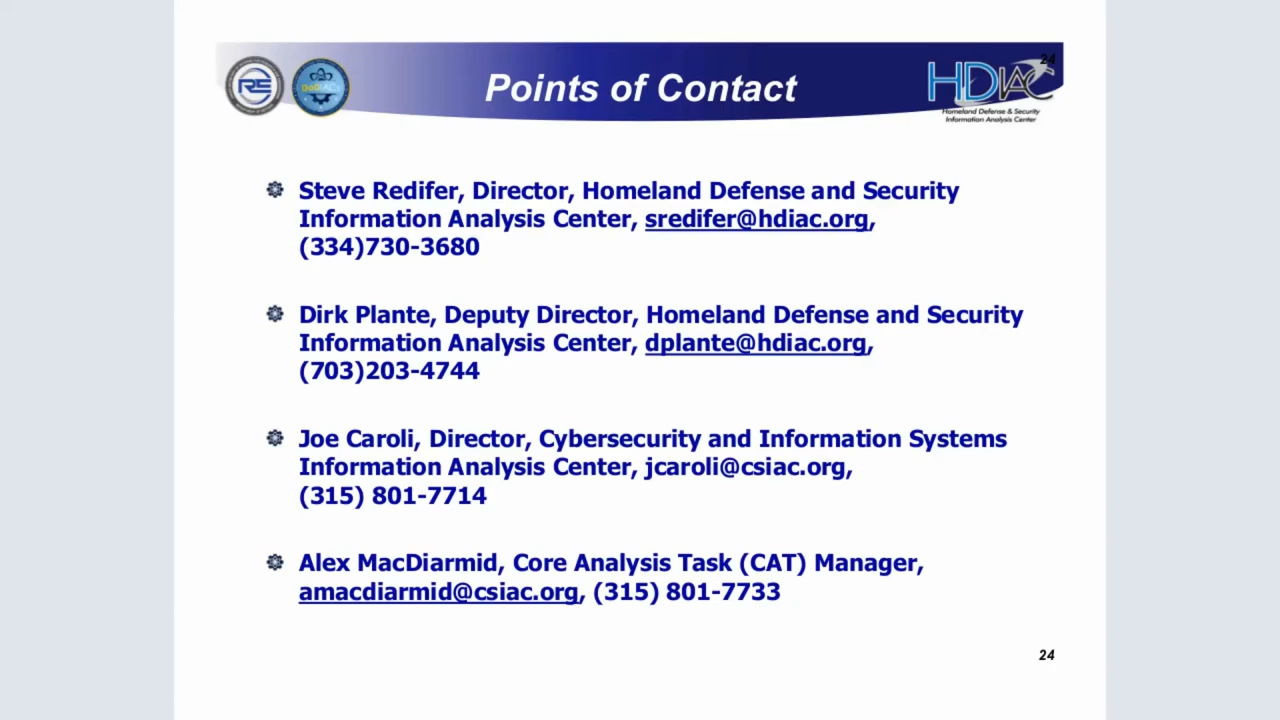 RE
DoDIACs
Points of Contact
24
HDIAC
Homeland Defense & Security
Information Analysis Center
Steve Redifer, Director, Homeland Defense and Security
Information Analysis Center, sredifer@hdiac.org,
(334)730-3680
Dirk Plante, Deputy Director, Homeland Defense and Security
Information Analysis Center, dplante@hdiac.org,
(703)203-4744
Joe Caroli, Director, Cybersecurity and Information Systems
Information Analysis Center, jcaroli@csiac.org,
(315) 801-7714
Alex MacDiarmid, Core Analysis Task (CAT) Manager,
amacdiarmid@csiac.org, (315) 801-7733
24